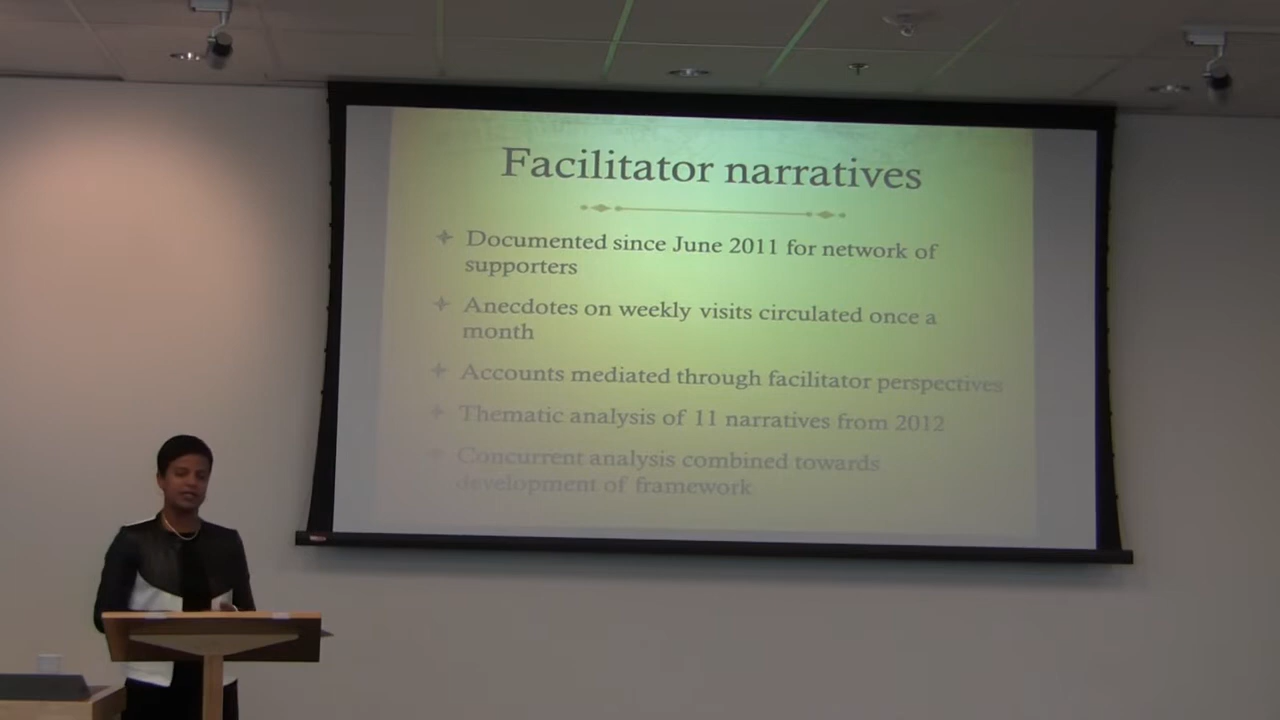 Facilitator narratives
Documented since June 2011 for network of
supporters
Anecdotes on weekly visits circulated once a
month
Accounts mediated through facilitator perspectives
Thematic analysis of 11 narratives from 2012
Concurrent analysis combined towards
development of framework